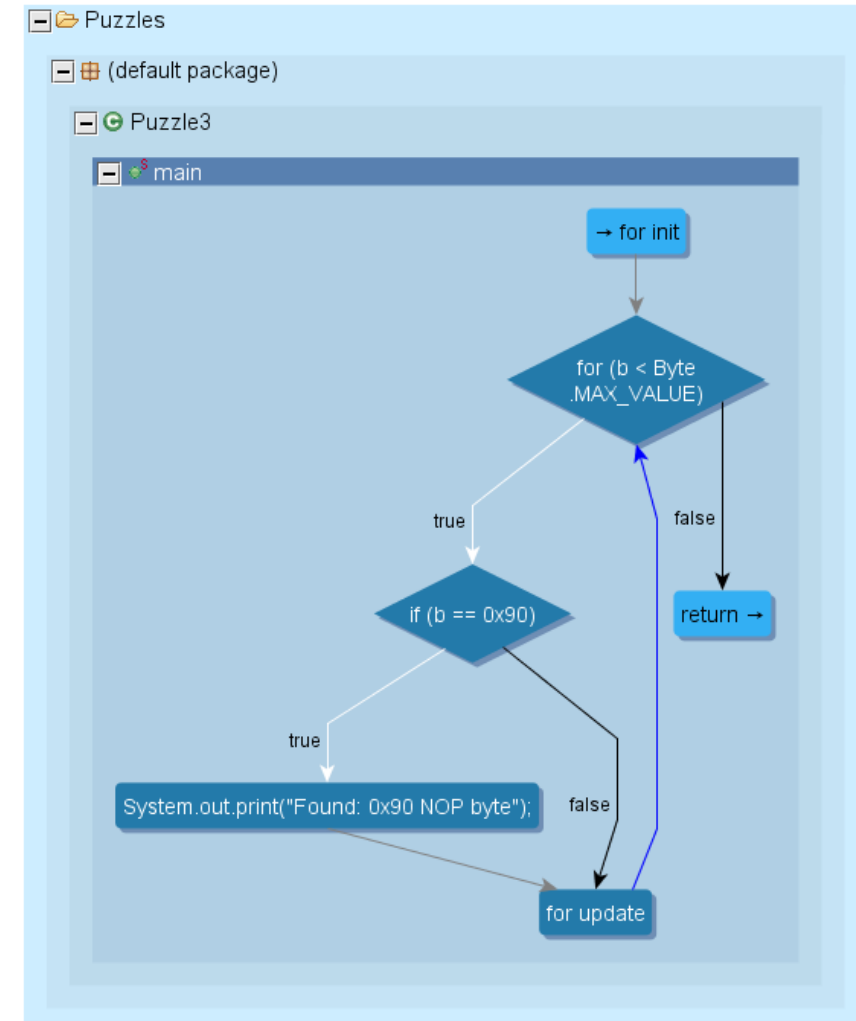 Puzzles
(default package)
Puzzle3
main
→ for init
for (b < Byte
.MAX_VALUE)
true
false
if (b == 0x90)
return →
true
System.out.print("Found: 0x90 NOP byte");
false
for update